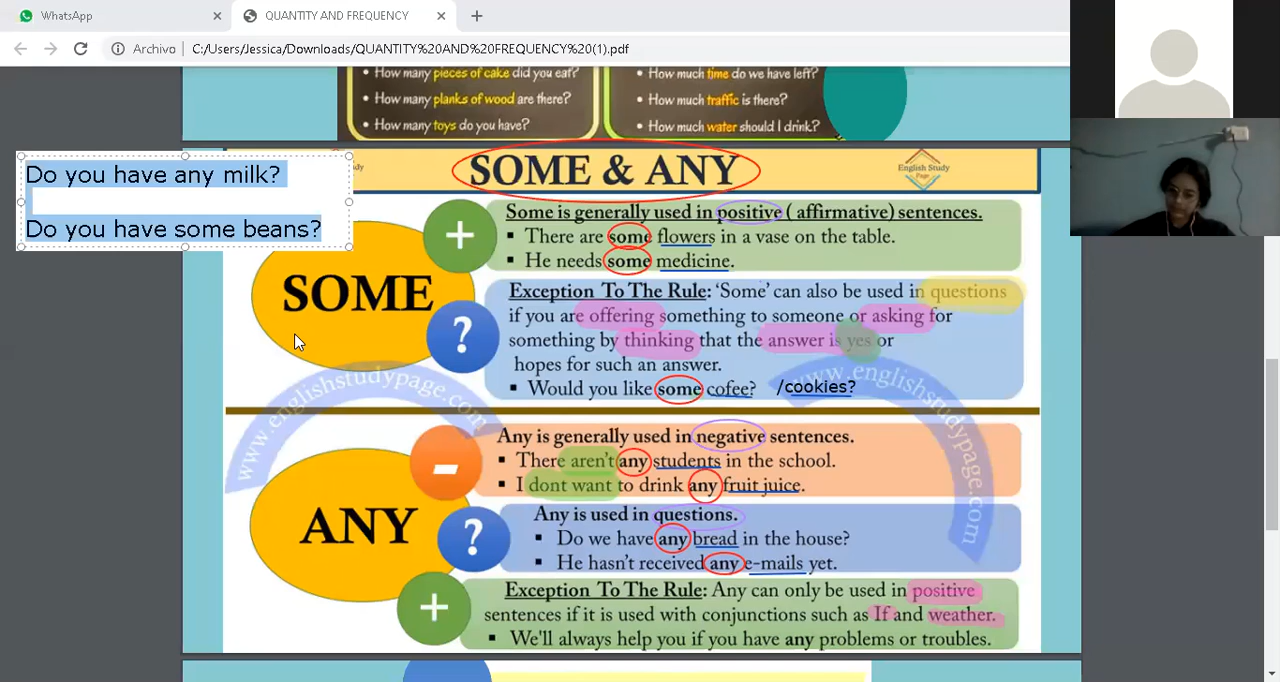 WhatsApp
QUANTITY AND FREQUENCY
Archivo
C:/Users/Jessica/Downloads/QUANTITY%20AND%20FREQUENCY%20(1).pdf
• How many pieces of cake did you eat?
• How many planks of wood are there?
• How many toys do you have?
• How much time do we have left?
• How much traffic is there?
• How much water should I drink?
Do you have any milk?
Do you have some beans?
SOME & ANY
English Study
Page
SOME
+
Some is generally used in positive ( affirmative) sentences.
▪ There are some flowers in a vase on the table.
▪ He needs some medicine.
?
Exception To The Rule: ‘Some’ can also be used in questions
if you are offering something to someone or asking for
something by thinking that the answer is yes or
hopes for such an answer.
▪ Would you like some cofee? /cookies?
www.englishstudypage.com
www.englishstudypage.com
ANY
-
Any is generally used in negative sentences.
▪ There aren't any students in the school.
▪ I dont want to drink any fruit juice.
?
Any is used in questions.
▪ Do we have any bread in the house?
▪ He hasn't received any e-mails yet.
+
Exception To The Rule: Any can only be used in positive
sentences if it is used with conjunctions such as If and weather.
▪ We'll always help you if you have any problems or troubles.